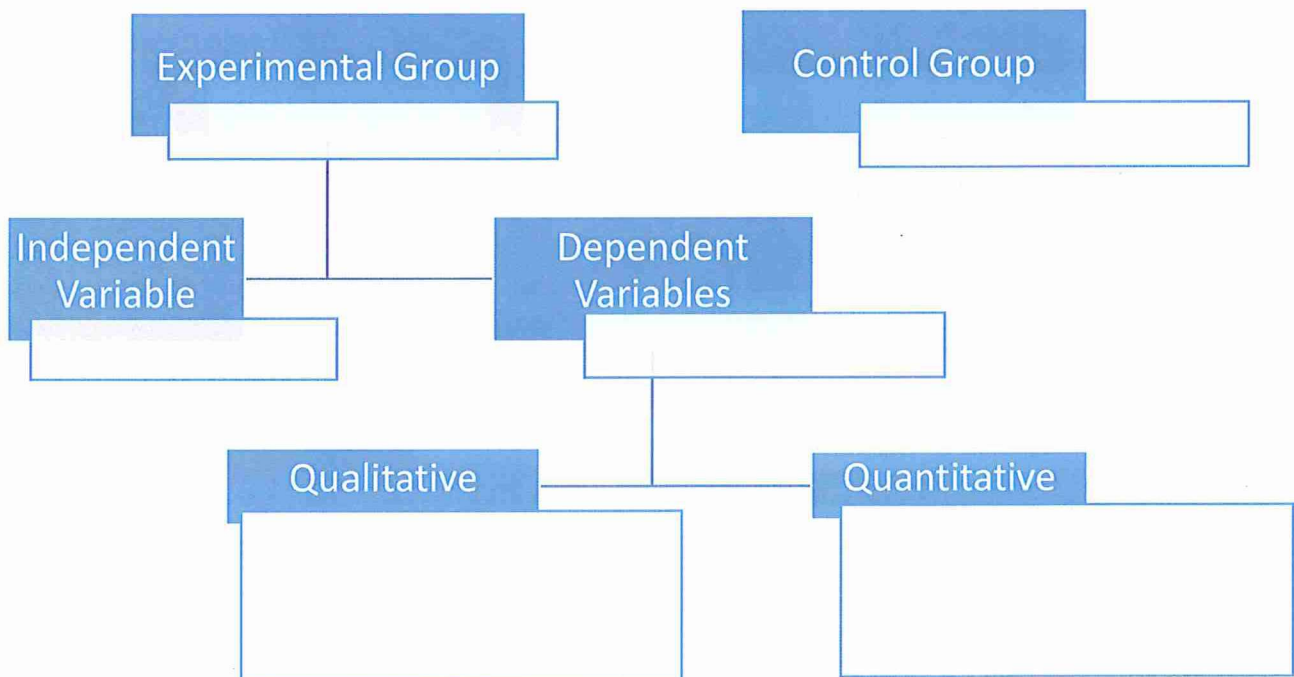 Experimental Group
Control Group
Independent
Variable
Dependent
Variables
Qualitative
Quantitative